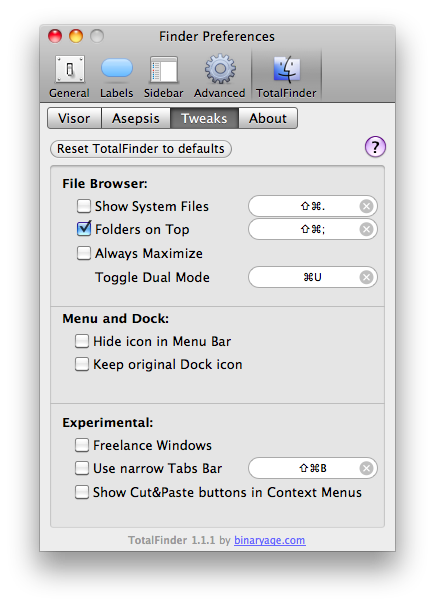 Finder Preferences
General Labels Sidebar Advanced TotalFinder
Visor Asepsis Tweaks About
Reset TotalFinder to defaults ?
File Browser:
Show System Files ⇧⌘.
Folders on Top ⇧⌘;
Always Maximize
Toggle Dual Mode ⌘U
Menu and Dock:
Hide icon in Menu Bar
Keep original Dock icon
Experimental:
Freelance Windows
Use narrow Tabs Bar ⇧⌘B
Show Cut&Paste buttons in Context Menus
TotalFinder 1.1.1 by binaryage.com